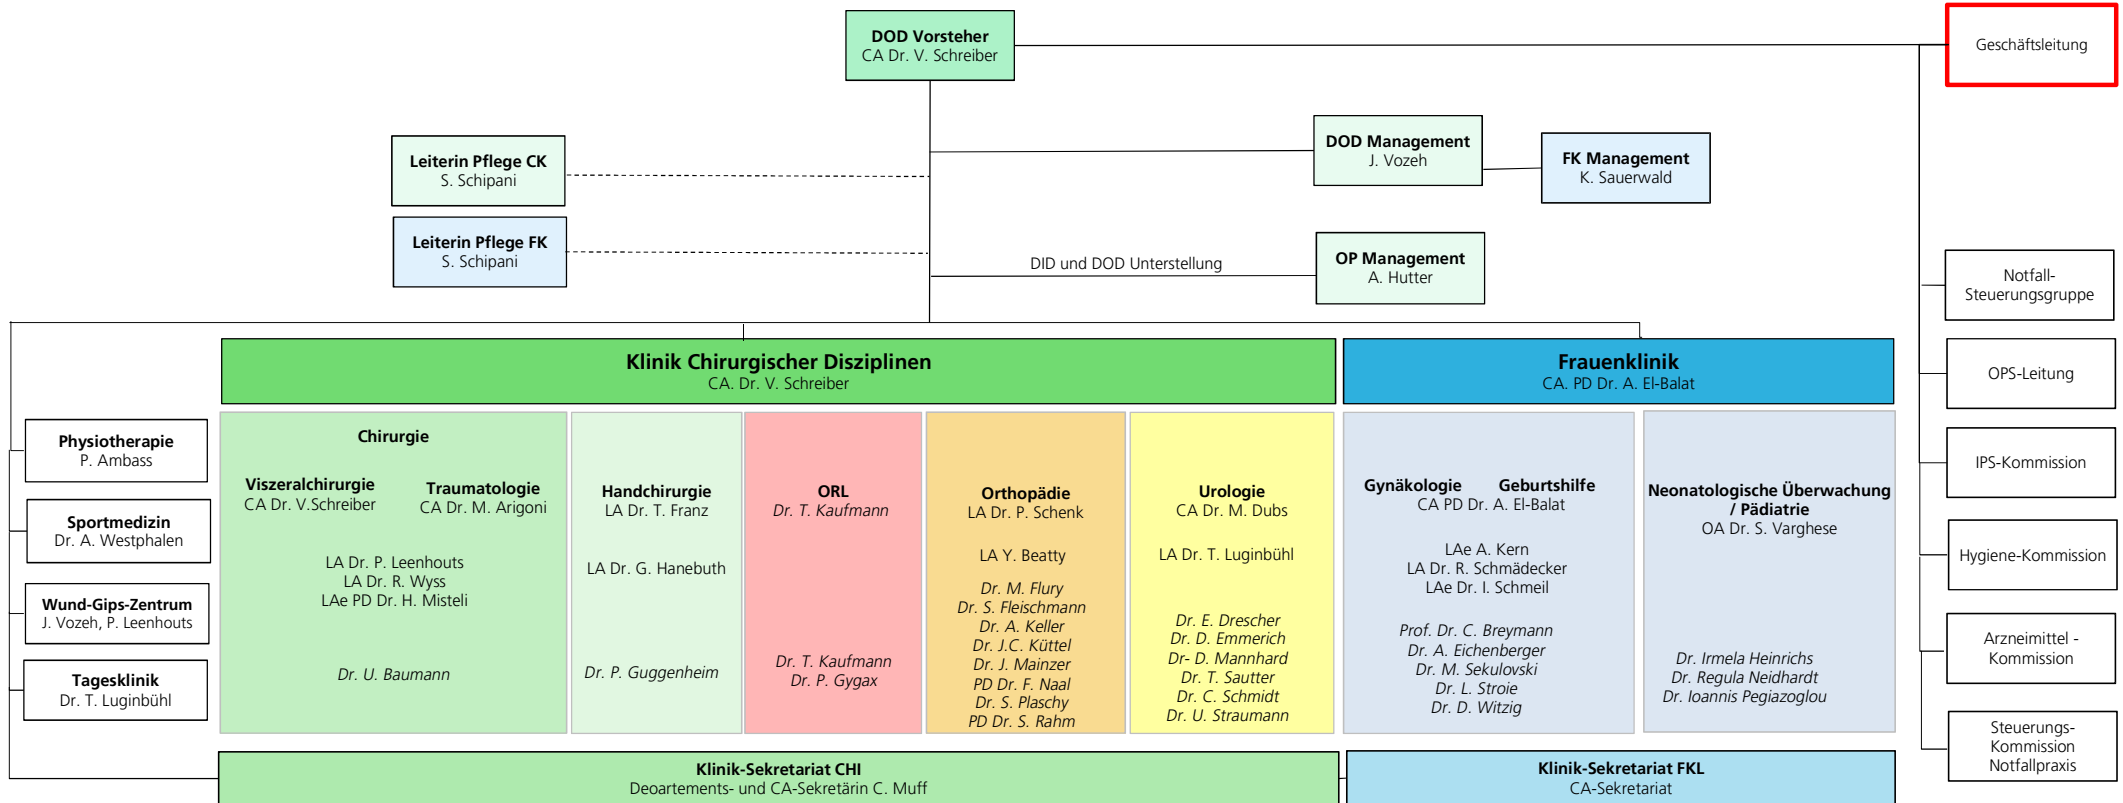 DOD Vorsteher
CA Dr. V. Schreiber
Geschäftsleitung
Leiterin Pflege CK
S. Schipani
DOD Management
J. Vozeh
FK Management
K. Sauerwald
Leiterin Pflege FK
S. Schipani
DID und DOD Unterstellung
OP Management
A. Hutter
Notfall-
Steuerungsgruppe
OPS-Leitung
IPS-Kommission
Hygiene-Kommission
Arzneimittel -
Kommission
Steuerungs-
Kommission
Notfallpraxis
Klinik Chirurgischer Disziplinen
CA. Dr. V. Schreiber
Frauenklinik
CA. PD Dr. A. El-Balat
Physiotherapie
P. Ambass
Sportmedizin
Dr. A. Westphalen
Wund-Gips-Zentrum
J. Vozeh, P. Leenhouts
Tagesklinik
Dr. T. Luginbühl
Chirurgie
Viszeralchirurgie
CA Dr. V.Schreiber
Traumatologie
CA Dr. M. Arigoni
LA Dr. P. Leenhouts
LA Dr. R. Wyss
LAe PD Dr. H. Misteli
Dr. U. Baumann
Handchirurgie
LA Dr. T. Franz
LA Dr. G. Hanebuth
Dr. P. Guggenheim
ORL
Dr. T. Kaufmann
Dr. T. Kaufmann
Dr. P. Gygax
Orthopädie
LA Dr. P. Schenk
LA Y. Beatty
Dr. M. Flury
Dr. S. Fleischmann
Dr. A. Keller
Dr. J.C. Küttel
Dr. J. Mainzer
PD Dr. F. Naal
Dr. S. Plaschy
PD Dr. S. Rahm
Urologie
CA Dr. M. Dubs
LA Dr. T. Luginbühl
Dr. E. Drescher
Dr. D. Emmerich
Dr- D. Mannhard
Dr. T. Sautter
Dr. C. Schmidt
Dr. U. Straumann
Gynäkologie Geburtshilfe
CA PD Dr. A. El-Balat
LAe A. Kern
LA Dr. R. Schmädecker
LAe Dr. I. Schmeil
Prof. Dr. C. Breymann
Dr. A. Eichenberger
Dr. M. Sekulovski
Dr. L. Stroie
Dr. D. Witzig
Neonatologische Überwachung
/ Pädiatrie
OA Dr. S. Varghese
Dr. Irmela Heinrichs
Dr. Regula Neidhardt
Dr. Ioannis Pegiazoglou
Klinik-Sekretariat CHI
Deoartements- und CA-Sekretärin C. Muff
Klinik-Sekretariat FKL
CA-Sekretariat